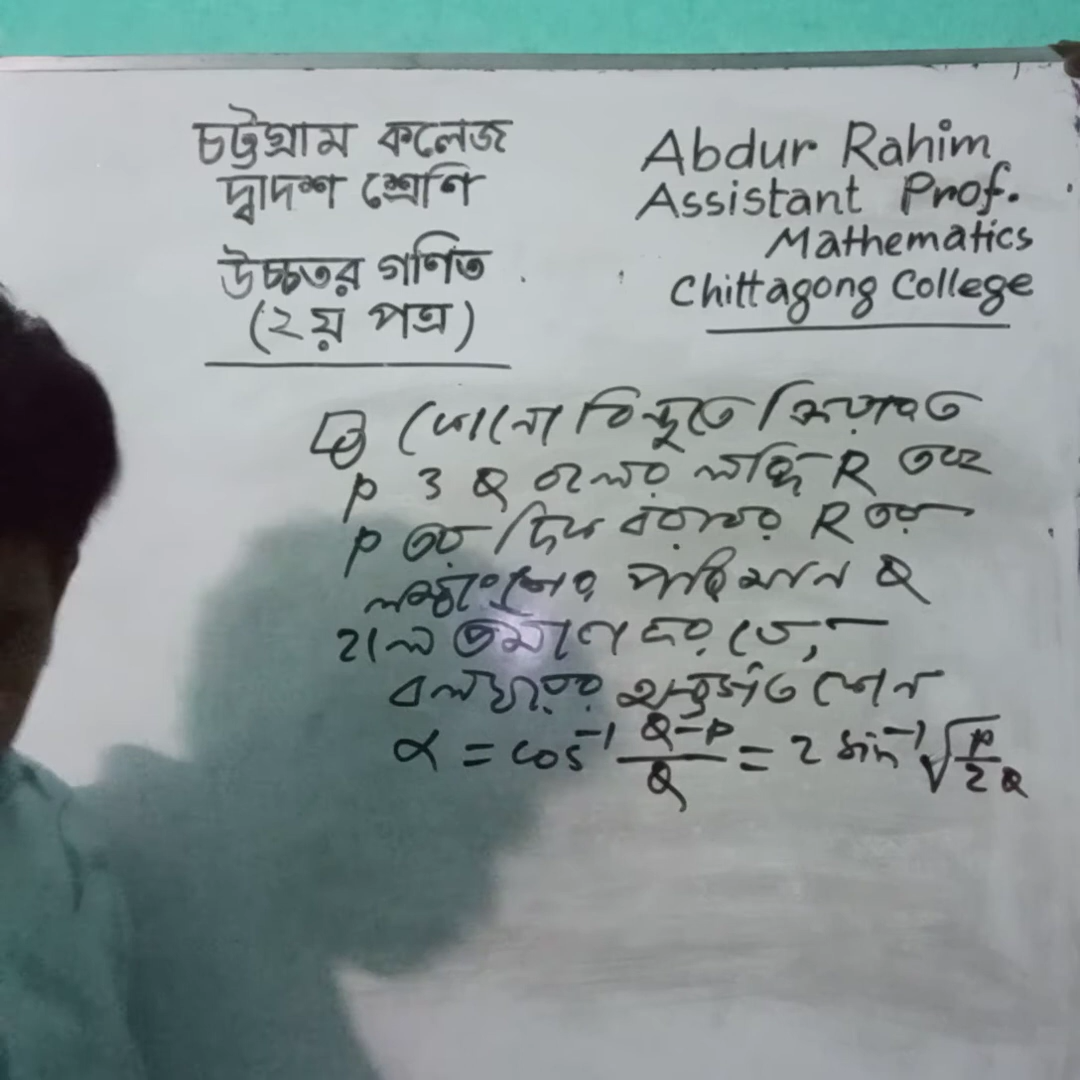 চট্টগ্রাম কলেজ
দ্বাদশ শ্রেণি
উচ্চতর গণিত
(২য় পত্র)
Abdur Rahim
Assistant Prof.
Mathematics
Chittagong College
কোনো বিন্দুতে ক্রিয়ারত
P ও Q বলের লব্ধি R এবং
P এর দিক বরাবর R এর
লম্বাংশের পরিমান Q
হলে প্রমাণ কর যে,
বলদ্বয়ের অন্তর্গত কোন
α = cos⁻¹ (Q-P)/Q = 2 sin⁻¹ √(P/2Q)